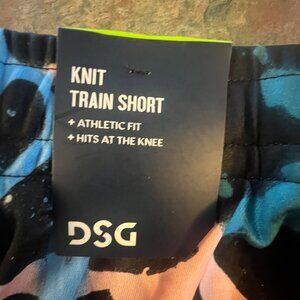 KNIT
TRAIN SHORT
+ ATHLETIC FIT
+ HITS AT THE KNEE
DSG